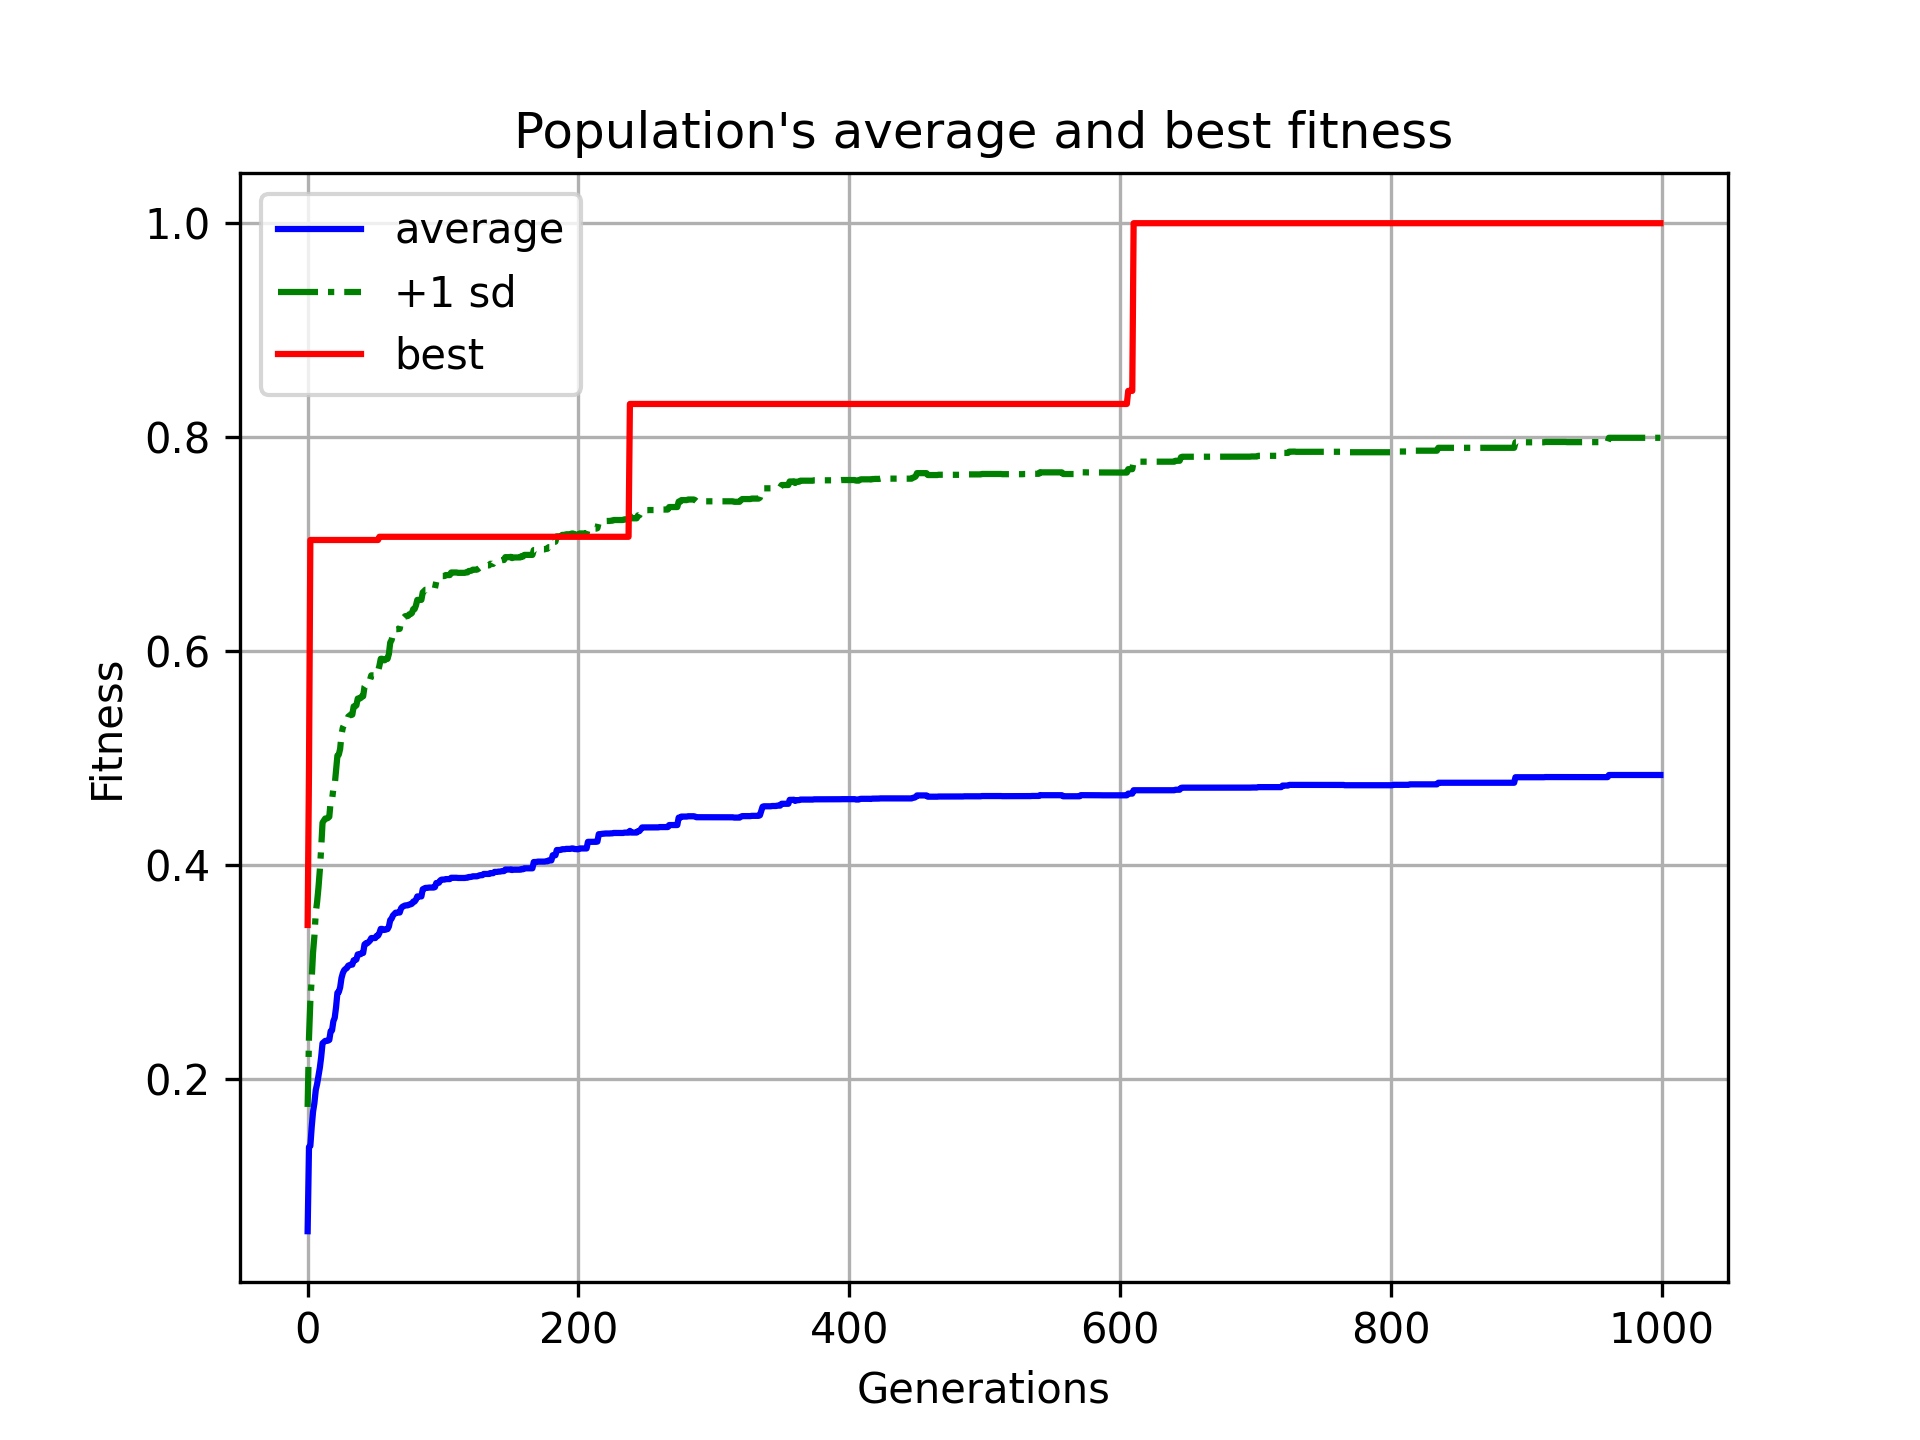 Population's average and best fitness
average
+1 sd
best
1.0
0.8
0.6
0.4
0.2
Fitness
0 200 400 600 800 1000
Generations